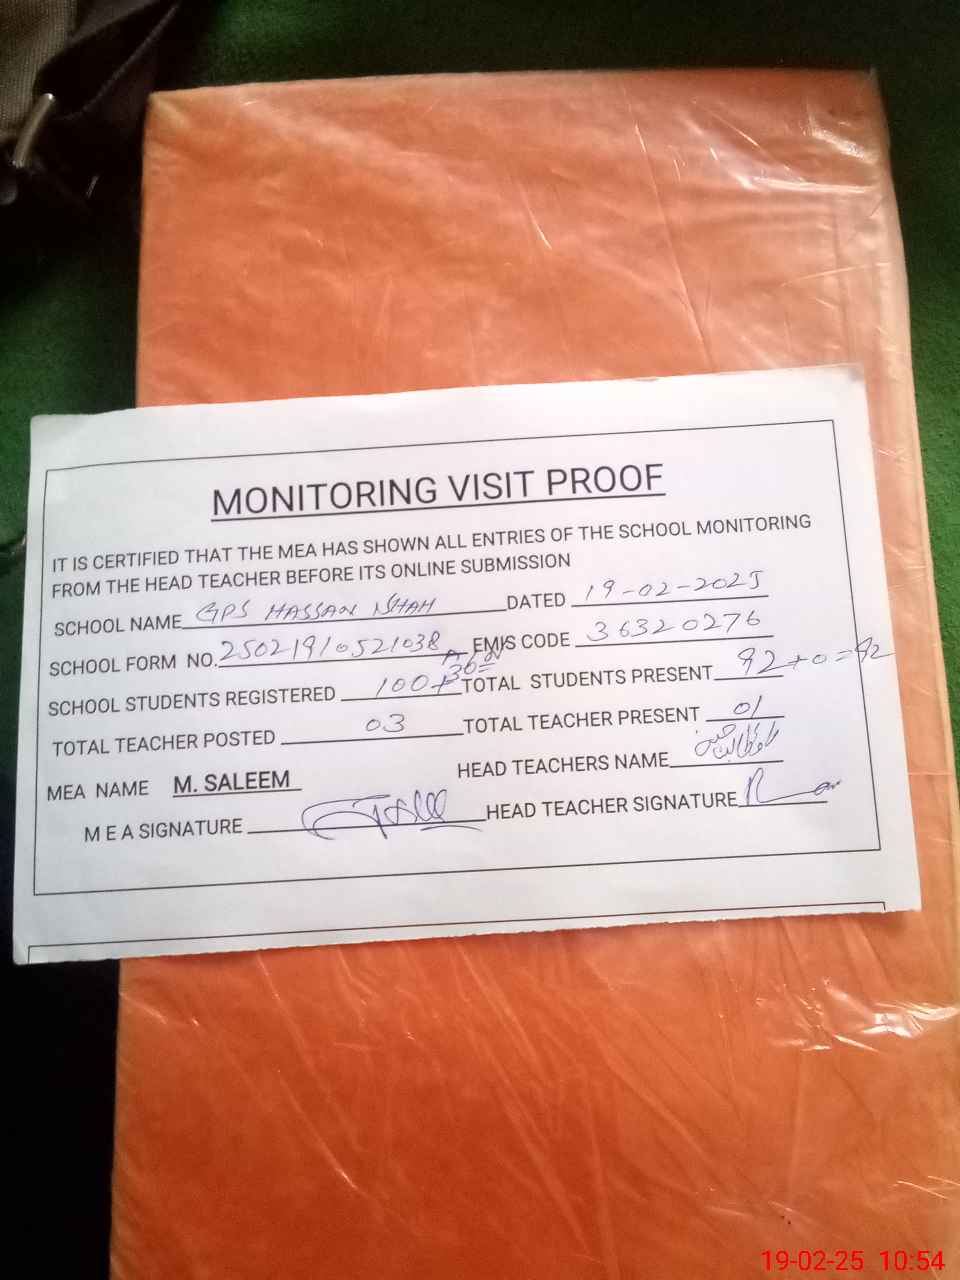 MONITORING VISIT PROOF
IT IS CERTIFIED THAT THE MEA HAS SHOWN ALL ENTRIES OF THE SCHOOL MONITORING
FROM THE HEAD TEACHER BEFORE ITS ONLINE SUBMISSION
SCHOOL NAME GPS HASSAN SHAH DATED 19-02-2025
SCHOOL FORM NO. 25021910521038 EMIS CODE 36320276
SCHOOL STUDENTS REGISTERED 100+ TOTAL STUDENTS PRESENT 92+0=92
TOTAL TEACHER POSTED 03 TOTAL TEACHER PRESENT 01
MEA NAME M. SALEEM HEAD TEACHERS NAME
M E A SIGNATURE HEAD TEACHER SIGNATURE
19-02-25 10:54